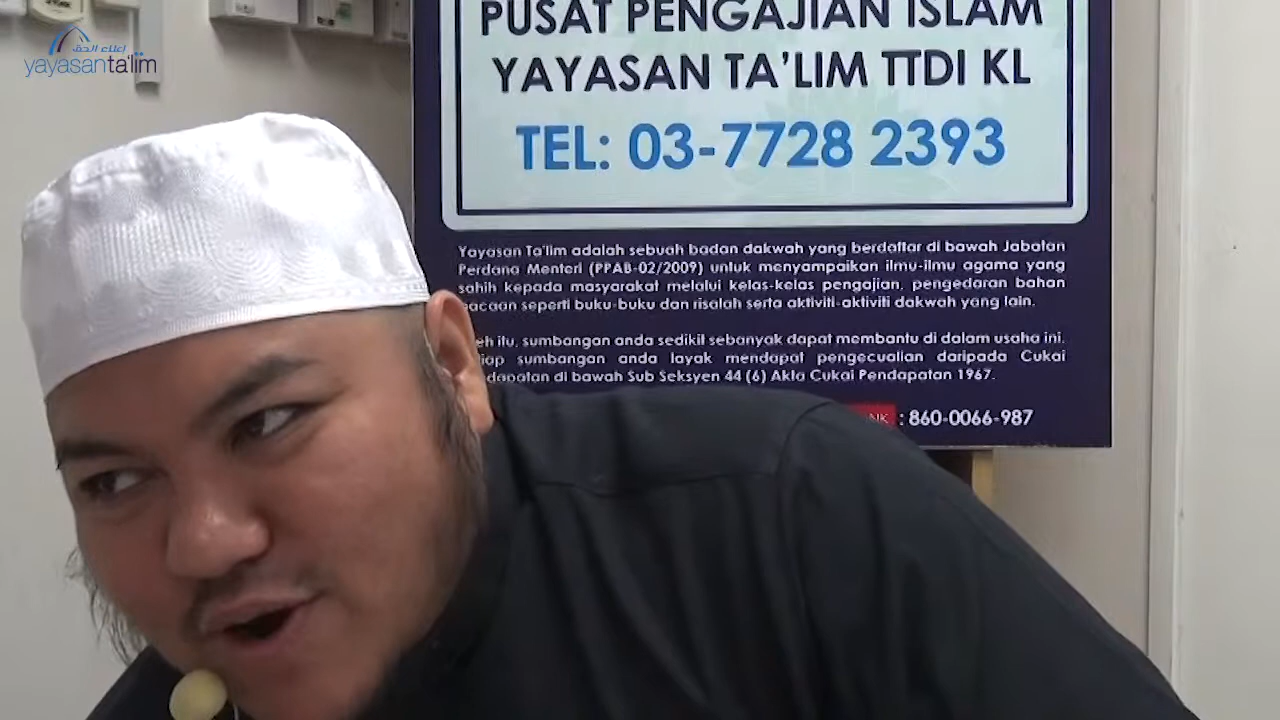 إعلاء الحق
yayasanta'lim
PUSAT PENGAJIAN ISLAM
YAYASAN TA'LIM TTDI KL
TEL: 03-7728 2393
Yayasan Ta'lim adalah sebuah badan dakwah yang berdaftar di bawah Jabatan
Perdana Menteri (PPAB-02/2009) untuk menyampaikan ilmu-ilmu agama yang
sahih kepada masyarakat melalui kelas-kelas pengajian, pengedaran bahan
bacaan seperti buku-buku dan risalah serta aktiviti-aktiviti dakwah yang lain.
itu, sumbangan anda sedikit sebanyak dapat membantu di dalam usaha ini.
sumbangan anda layak mendapat pengecualian daripada Cukai
di bawah Sub Seksyen 44 (6) Akta Cukai Pendapatan 1967.
: 860-0066-987